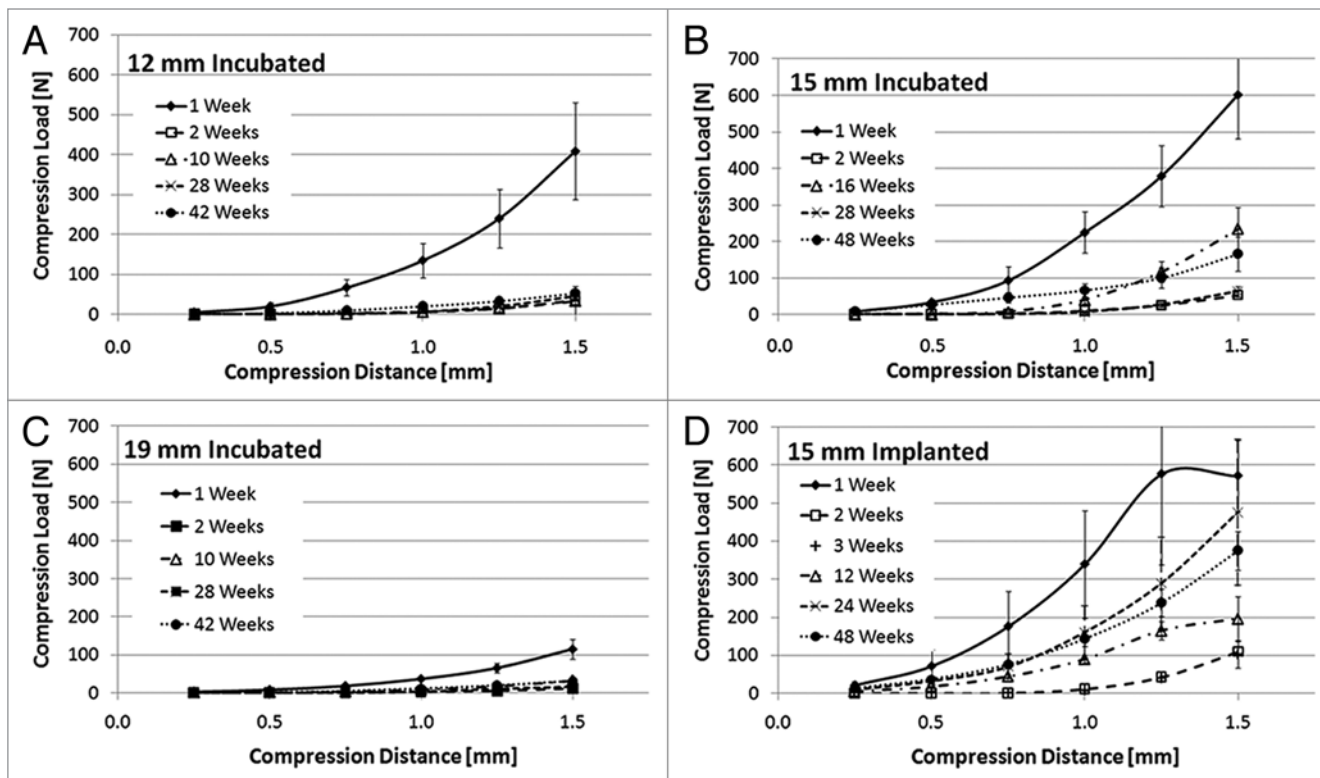 A
12 mm Incubated
Compression Load [N]
700
600
500
400
300
200
100
0
1 Week
2 Weeks
10 Weeks
28 Weeks
42 Weeks
0.0 0.5 1.0 1.5
Compression Distance [mm]
B
15 mm Incubated
Compression Load [N]
700
600
500
400
300
200
100
0
1 Week
2 Weeks
16 Weeks
28 Weeks
48 Weeks
0.0 0.5 1.0 1.5
Compression Distance [mm]
C
19 mm Incubated
Compression Load [N]
700
600
500
400
300
200
100
0
1 Week
2 Weeks
10 Weeks
28 Weeks
42 Weeks
0.0 0.5 1.0 1.5
Compression Distance [mm]
D
15 mm Implanted
Compression Load [N]
700
600
500
400
300
200
100
0
1 Week
2 Weeks
3 Weeks
12 Weeks
24 Weeks
48 Weeks
0.0 0.5 1.0 1.5
Compression Distance [mm]